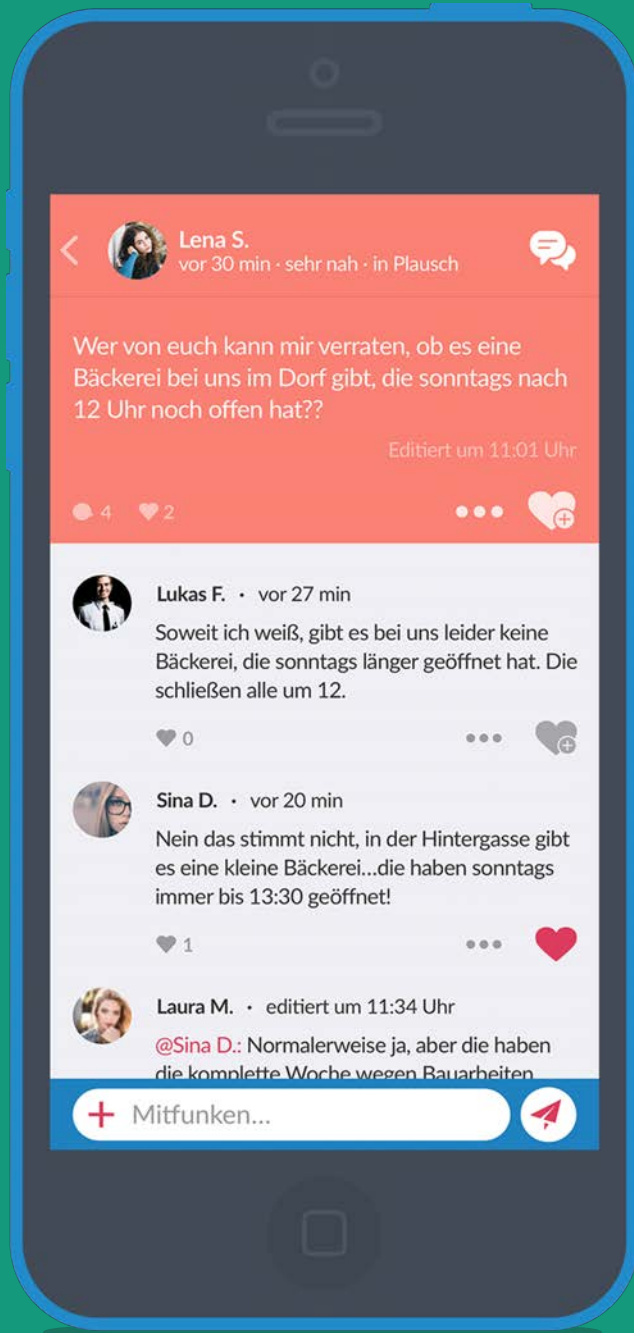 Lena S.
vor 30 min · sehr nah · in Plausch
Wer von euch kann mir verraten, ob es eine
Bäckerei bei uns im Dorf gibt, die sonntags nach
12 Uhr noch offen hat??
Editiert um 11:01 Uhr
4 2
Lukas F. · vor 27 min
Soweit ich weiß, gibt es bei uns leider keine
Bäckerei, die sonntags länger geöffnet hat. Die
schließen alle um 12.
0
Sina D. · vor 20 min
Nein das stimmt nicht, in der Hintergasse gibt
es eine kleine Bäckerei...die haben sonntags
immer bis 13:30 geöffnet!
1
Laura M. · editiert um 11:34 Uhr
@Sina D.: Normalerweise ja, aber die haben
die komplette Woche wegen Bauarbeiten
Mitfunken...